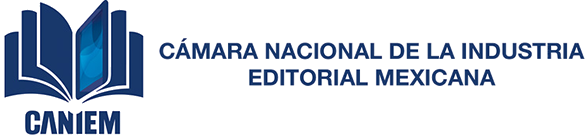 CÁMARA NACIONAL DE LA INDUSTRIA
EDITORIAL MEXICANA
CANIEM